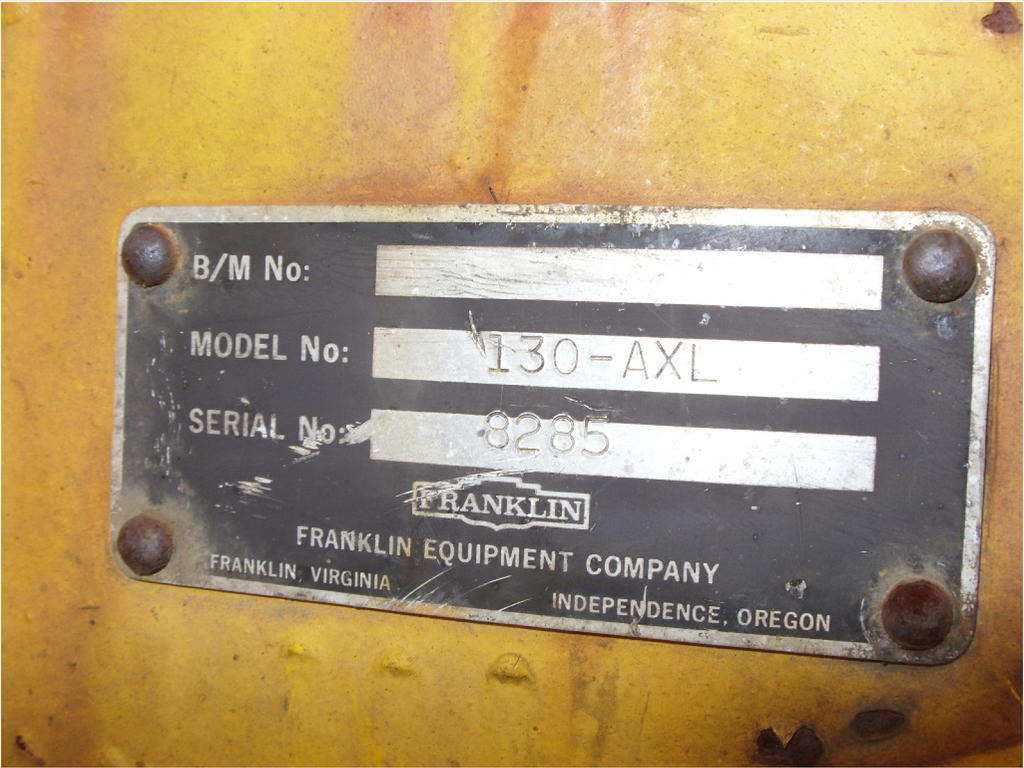 B/M No:
MODEL No: 130-AXL
SERIAL No: 8285
FRANKLIN
FRANKLIN EQUIPMENT COMPANY
FRANKLIN, VIRGINIA
INDEPENDENCE, OREGON